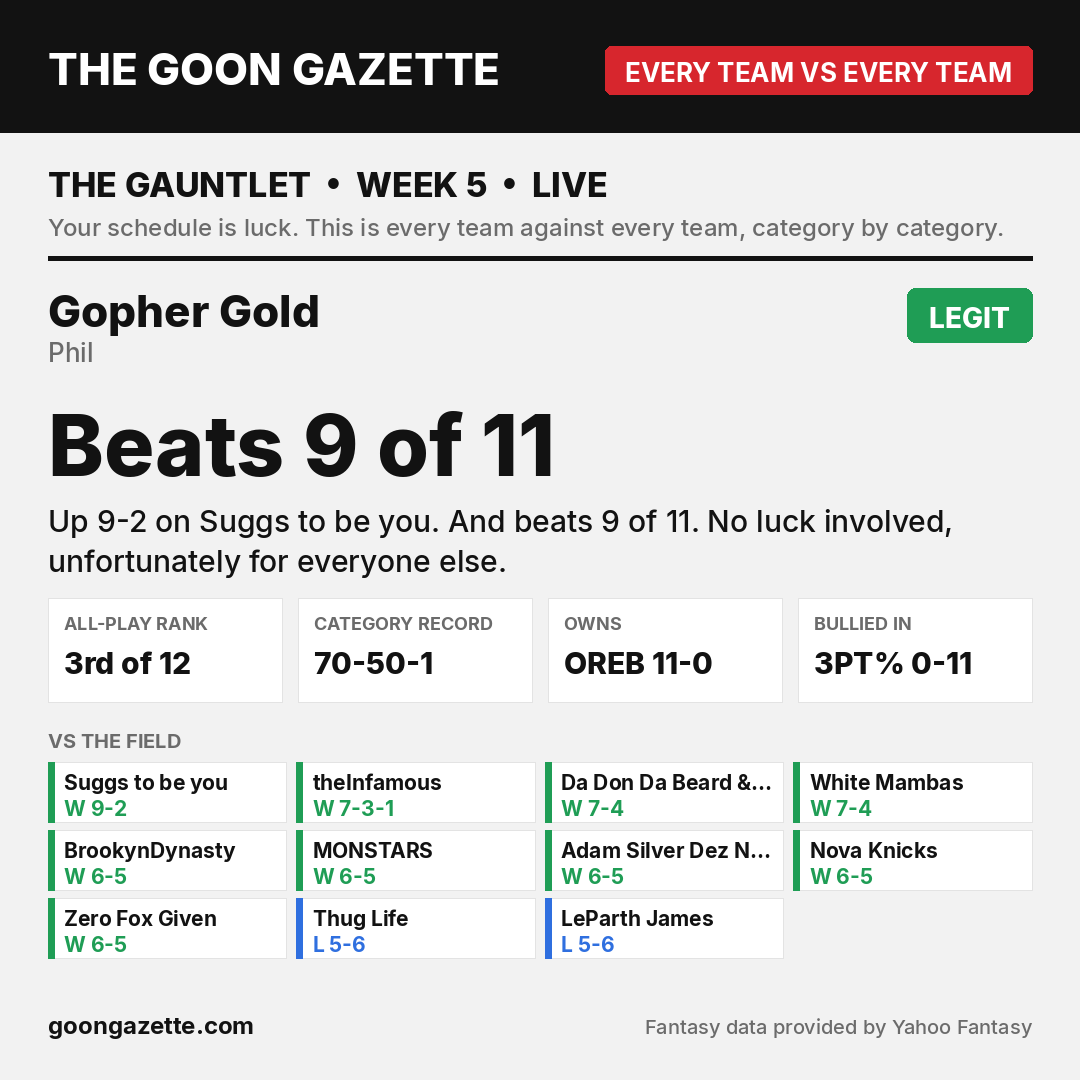 THE GOON GAZETTE
EVERY TEAM VS EVERY TEAM
THE GAUNTLET • WEEK 5 • LIVE
Your schedule is luck. This is every team against every team, category by category.
Gopher Gold
LEGIT
Phil
Beats 9 of 11
Up 9-2 on Suggs to be you. And beats 9 of 11. No luck involved,
unfortunately for everyone else.
ALL-PLAY RANK
3rd of 12
CATEGORY RECORD
70-50-1
OWNS
OREB 11-0
BULLIED IN
3PT% 0-11
VS THE FIELD
Suggs to be you
W 9-2
theInfamous
W 7-3-1
Da Don Da Beard &...
W 7-4
White Mambas
W 7-4
BrookynDynasty
W 6-5
MONSTARS
W 6-5
Adam Silver Dez N...
W 6-5
Nova Knicks
W 6-5
Zero Fox Given
W 6-5
Thug Life
L 5-6
LeParth James
L 5-6
goongazette.com
Fantasy data provided by Yahoo Fantasy